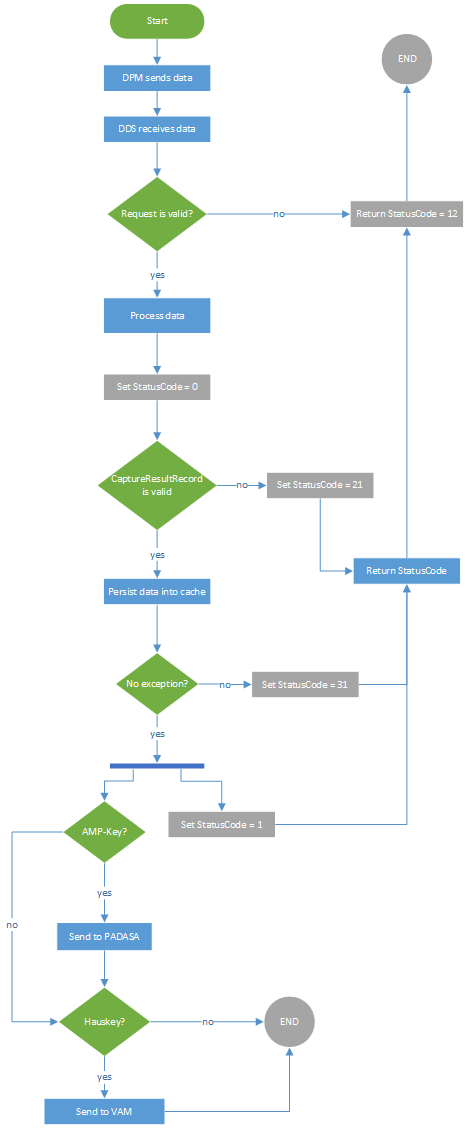 Start
END
DPM sends data
DDS receives data
Request is valid?
no
Return StatusCode = 12
yes
Process data
Set StatusCode = 0
CaptureResultRecord
is valid
no
Set StatusCode = 21
yes
Return StatusCode
Persist data into cache
No exception?
no
Set StatusCode = 31
yes
Set StatusCode = 1
AMP-Key?
yes
no
Send to PADASA
Hauskey?
no
END
yes
Send to VAM